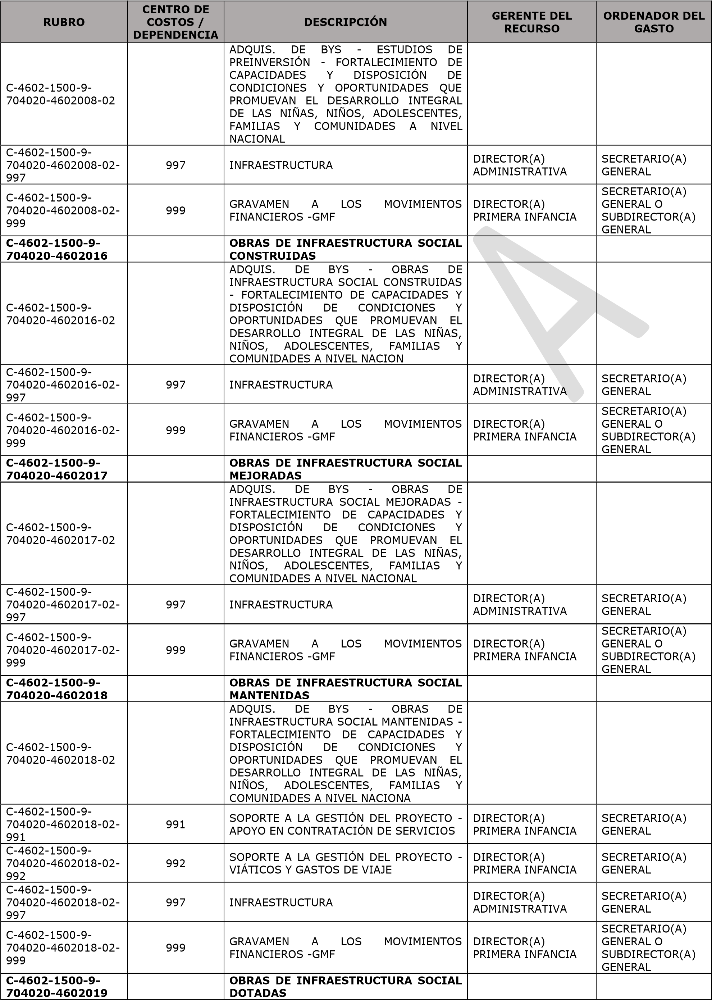 RUBRO
CENTRO DE
COSTOS /
DEPENDENCIA
DESCRIPCIÓN
GERENTE DEL
RECURSO
ORDENADOR DEL
GASTO
C-4602-1500-9-
704020-4602008-02
ADQUIS. DE BYS - ESTUDIOS DE
PREINVERSIÓN - FORTALECIMIENTO DE
CAPACIDADES Y DISPOSICIÓN DE
CONDICIONES Y OPORTUNIDADES QUE
PROMUEVAN EL DESARROLLO INTEGRAL
DE LAS NIÑAS, NIÑOS, ADOLESCENTES,
FAMILIAS Y COMUNIDADES A NIVEL
NACIONAL
C-4602-1500-9-
704020-4602008-02-
997
997
INFRAESTRUCTURA
DIRECTOR(A)
ADMINISTRATIVA
SECRETARIO(A)
GENERAL
C-4602-1500-9-
704020-4602008-02-
999
999
GRAVAMEN A LOS MOVIMIENTOS
FINANCIEROS -GMF
DIRECTOR(A)
PRIMERA INFANCIA
SECRETARIO(A)
GENERAL O
SUBDIRECTOR(A)
GENERAL
C-4602-1500-9-
704020-4602016
OBRAS DE INFRAESTRUCTURA SOCIAL
CONSTRUIDAS
C-4602-1500-9-
704020-4602016-02
ADQUIS. DE BYS - OBRAS DE
INFRAESTRUCTURA SOCIAL CONSTRUIDAS
- FORTALECIMIENTO DE CAPACIDADES Y
DISPOSICIÓN DE CONDICIONES Y
OPORTUNIDADES QUE PROMUEVAN EL
DESARROLLO INTEGRAL DE LAS NIÑAS,
NIÑOS, ADOLESCENTES, FAMILIAS Y
COMUNIDADES A NIVEL NACION
C-4602-1500-9-
704020-4602016-02-
997
997
INFRAESTRUCTURA
DIRECTOR(A)
ADMINISTRATIVA
SECRETARIO(A)
GENERAL
C-4602-1500-9-
704020-4602016-02-
999
999
GRAVAMEN A LOS MOVIMIENTOS
FINANCIEROS -GMF
DIRECTOR(A)
PRIMERA INFANCIA
SECRETARIO(A)
GENERAL O
SUBDIRECTOR(A)
GENERAL
C-4602-1500-9-
704020-4602017
OBRAS DE INFRAESTRUCTURA SOCIAL
MEJORADAS
C-4602-1500-9-
704020-4602017-02
ADQUIS. DE BYS - OBRAS DE
INFRAESTRUCTURA SOCIAL MEJORADAS -
FORTALECIMIENTO DE CAPACIDADES Y
DISPOSICIÓN DE CONDICIONES Y
OPORTUNIDADES QUE PROMUEVAN EL
DESARROLLO INTEGRAL DE LAS NIÑAS,
NIÑOS, ADOLESCENTES, FAMILIAS Y
COMUNIDADES A NIVEL NACIONAL
C-4602-1500-9-
704020-4602017-02-
997
997
INFRAESTRUCTURA
DIRECTOR(A)
ADMINISTRATIVA
SECRETARIO(A)
GENERAL
C-4602-1500-9-
704020-4602017-02-
999
999
GRAVAMEN A LOS MOVIMIENTOS
FINANCIEROS -GMF
DIRECTOR(A)
PRIMERA INFANCIA
SECRETARIO(A)
GENERAL O
SUBDIRECTOR(A)
GENERAL
C-4602-1500-9-
704020-4602018
OBRAS DE INFRAESTRUCTURA SOCIAL
MANTENIDAS
C-4602-1500-9-
704020-4602018-02
ADQUIS. DE BYS - OBRAS DE
INFRAESTRUCTURA SOCIAL MANTENIDAS -
FORTALECIMIENTO DE CAPACIDADES Y
DISPOSICIÓN DE CONDICIONES Y
OPORTUNIDADES QUE PROMUEVAN EL
DESARROLLO INTEGRAL DE LAS NIÑAS,
NIÑOS, ADOLESCENTES, FAMILIAS Y
COMUNIDADES A NIVEL NACIONA
C-4602-1500-9-
704020-4602018-02-
991
991
SOPORTE A LA GESTIÓN DEL PROYECTO -
APOYO EN CONTRATACIÓN DE SERVICIOS
DIRECTOR(A)
PRIMERA INFANCIA
SECRETARIO(A)
GENERAL
C-4602-1500-9-
704020-4602018-02-
992
992
SOPORTE A LA GESTIÓN DEL PROYECTO -
VIÁTICOS Y GASTOS DE VIAJE
DIRECTOR(A)
PRIMERA INFANCIA
SECRETARIO(A)
GENERAL
C-4602-1500-9-
704020-4602018-02-
997
997
INFRAESTRUCTURA
DIRECTOR(A)
ADMINISTRATIVA
SECRETARIO(A)
GENERAL
C-4602-1500-9-
704020-4602018-02-
999
999
GRAVAMEN A LOS MOVIMIENTOS
FINANCIEROS -GMF
DIRECTOR(A)
PRIMERA INFANCIA
SECRETARIO(A)
GENERAL O
SUBDIRECTOR(A)
GENERAL
C-4602-1500-9-
704020-4602019
OBRAS DE INFRAESTRUCTURA SOCIAL
DOTADAS
A